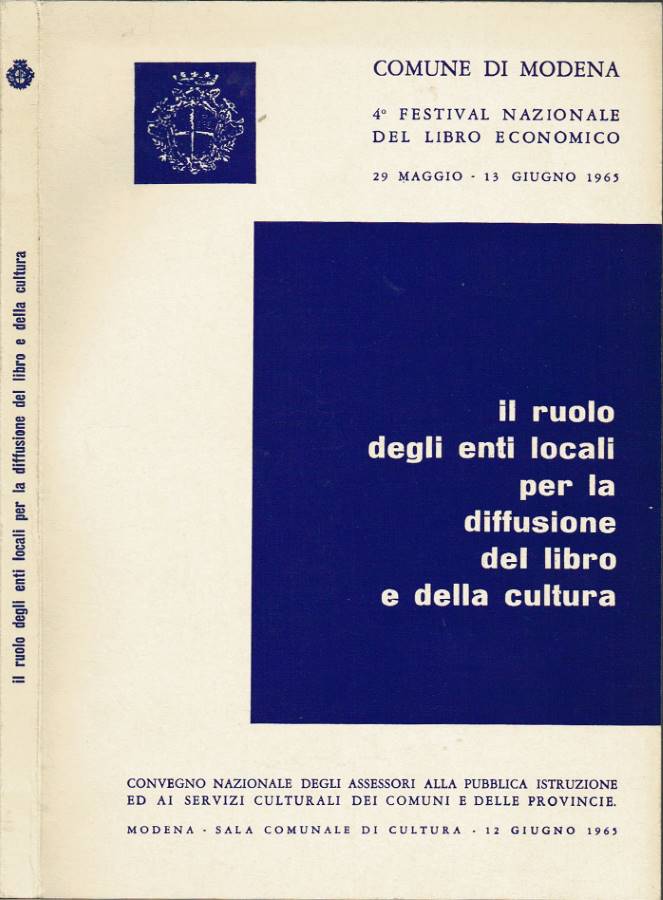 il ruolo degli enti locali per la diffusione del libro e della cultura
COMUNE DI MODENA
4º FESTIVAL NAZIONALE
DEL LIBRO ECONOMICO
29 MAGGIO - 13 GIUGNO 1965
il ruolo
degli enti locali
per la
diffusione
del libro
e della cultura
CONVEGNO NAZIONALE DEGLI ASSESSORI ALLA PUBBLICA ISTRUZIONE
ED AI SERVIZI CULTURALI DEI COMUNI E DELLE PROVINCIE.
MODENA - SALA COMUNALE DI CULTURA - 12 GIUGNO 1965